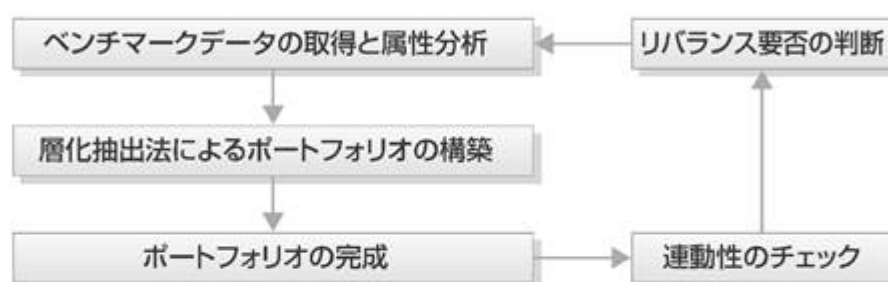 ベンチマークデータの取得と属性分析
リバランス要否の判断
層化抽出法によるポートフォリオの構築
ポートフォリオの完成
連動性のチェック